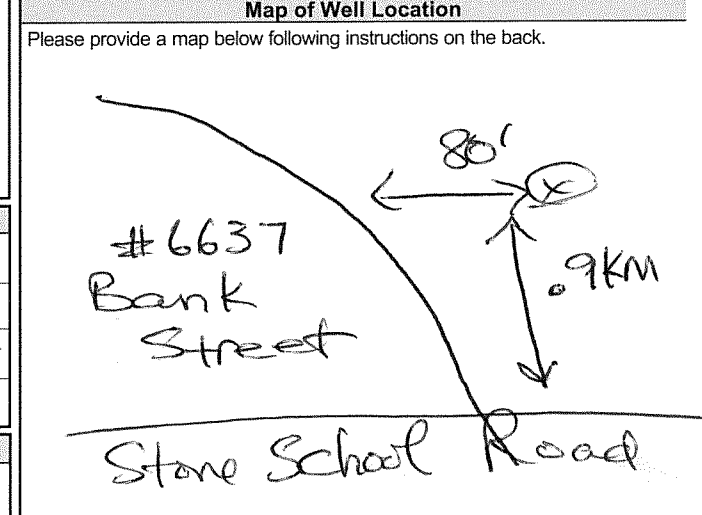 Map of Well Location
Please provide a map below following instructions on the back.
80'
X
#6637
.9KM
Bank
Street
Stone School Road